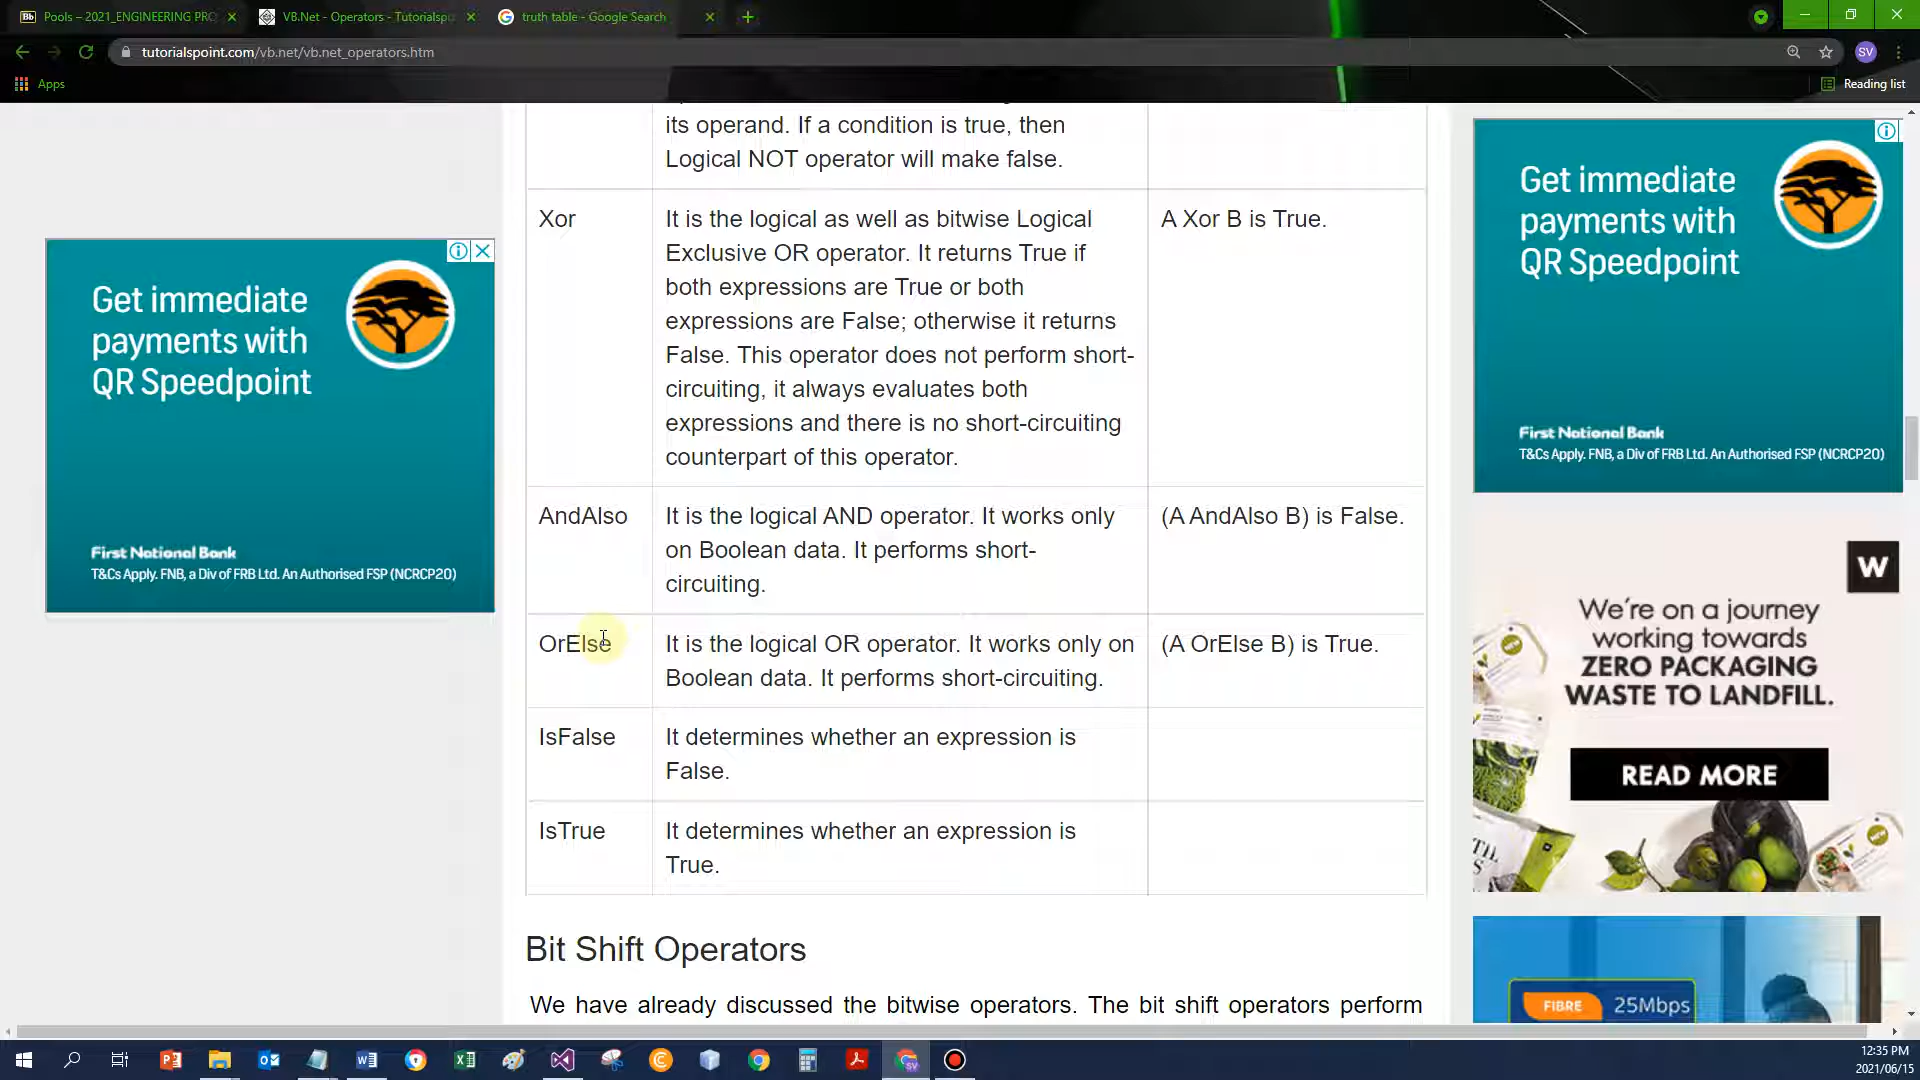 Pools – 2021_ENGINEERING PRO
VB.Net - Operators - Tutorialspo
truth table - Google Search
tutorialspoint.com/vb.net/vb.net_operators.htm
SV
Apps
Reading list
its operand. If a condition is true, then
Logical NOT operator will make false.
Xor
It is the logical as well as bitwise Logical
Exclusive OR operator. It returns True if
both expressions are True or both
expressions are False; otherwise it returns
False. This operator does not perform short-
circuiting, it always evaluates both
expressions and there is no short-circuiting
counterpart of this operator.
A Xor B is True.
AndAlso
It is the logical AND operator. It works only
on Boolean data. It performs short-
circuiting.
(A AndAlso B) is False.
OrElse
It is the logical OR operator. It works only on
Boolean data. It performs short-circuiting.
(A OrElse B) is True.
IsFalse
It determines whether an expression is
False.
IsTrue
It determines whether an expression is
True.
Bit Shift Operators
We have already discussed the bitwise operators. The bit shift operators perform
Get immediate
payments with
QR Speedpoint
First National Bank
T&Cs Apply. FNB, a Div of FRB Ltd. An Authorised FSP (NCRCP20)
Get immediate
payments with
QR Speedpoint
First National Bank
T&Cs Apply. FNB, a Div of FRB Ltd. An Authorised FSP (NCRCP20)
W
We're on a journey
working towards
ZERO PACKAGING
WASTE TO LANDFILL.
READ MORE
FIBRE 25Mbps
12:35 PM
2021/06/15